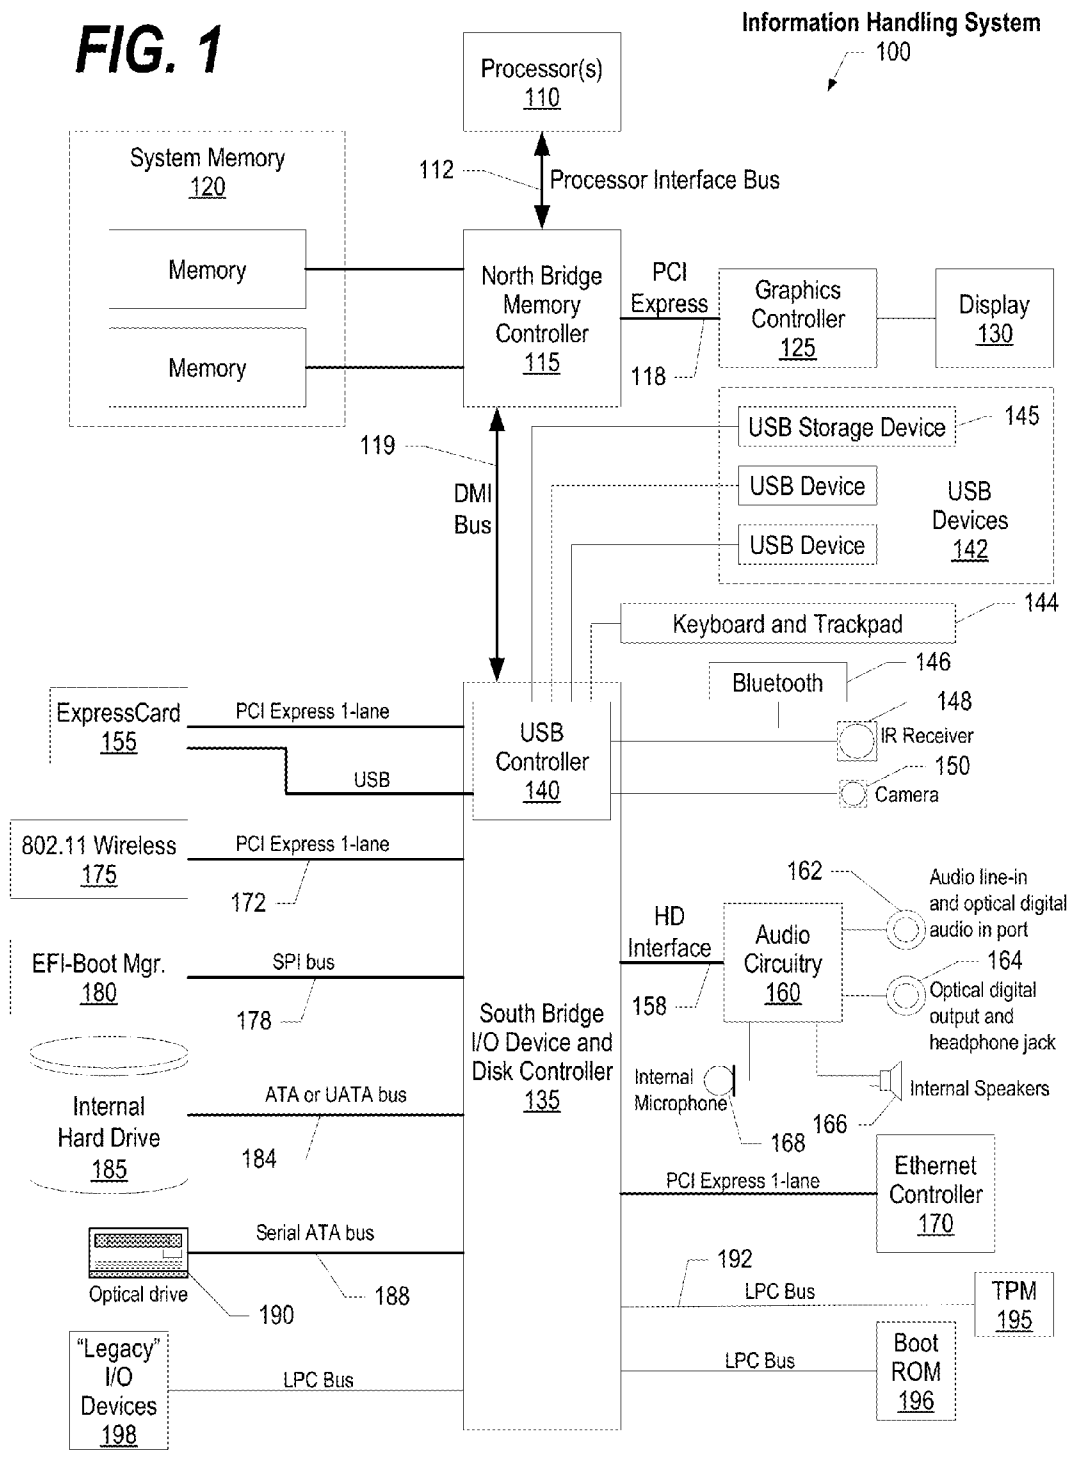 FIG. 1
Information Handling System
100
Processor(s)
110
112
Processor Interface Bus
System Memory
120
Memory
Memory
North Bridge
Memory
Controller
115
PCI
Express
118
Graphics
Controller
125
Display
130
119
DMI
Bus
USB Storage Device
145
USB Device
USB Device
USB
Devices
142
Keyboard and Trackpad
144
Bluetooth
146
148
IR Receiver
150
Camera
USB
Controller
140
ExpressCard
155
PCI Express 1-lane
USB
802.11 Wireless
175
PCI Express 1-lane
172
EFI-Boot Mgr.
180
SPI bus
178
HD
Interface
158
Audio
Circuitry
160
162
Audio line-in
and optical digital
audio in port
164
Optical digital
output and
headphone jack
Internal
Microphone
168
Internal Speakers
166
South Bridge
I/O Device and
Disk Controller
135
Internal
Hard Drive
185
ATA or UATA bus
184
PCI Express 1-lane
Ethernet
Controller
170
Optical drive
190
Serial ATA bus
188
192
LPC Bus
TPM
195
"Legacy"
I/O
Devices
198
LPC Bus
LPC Bus
Boot
ROM
196